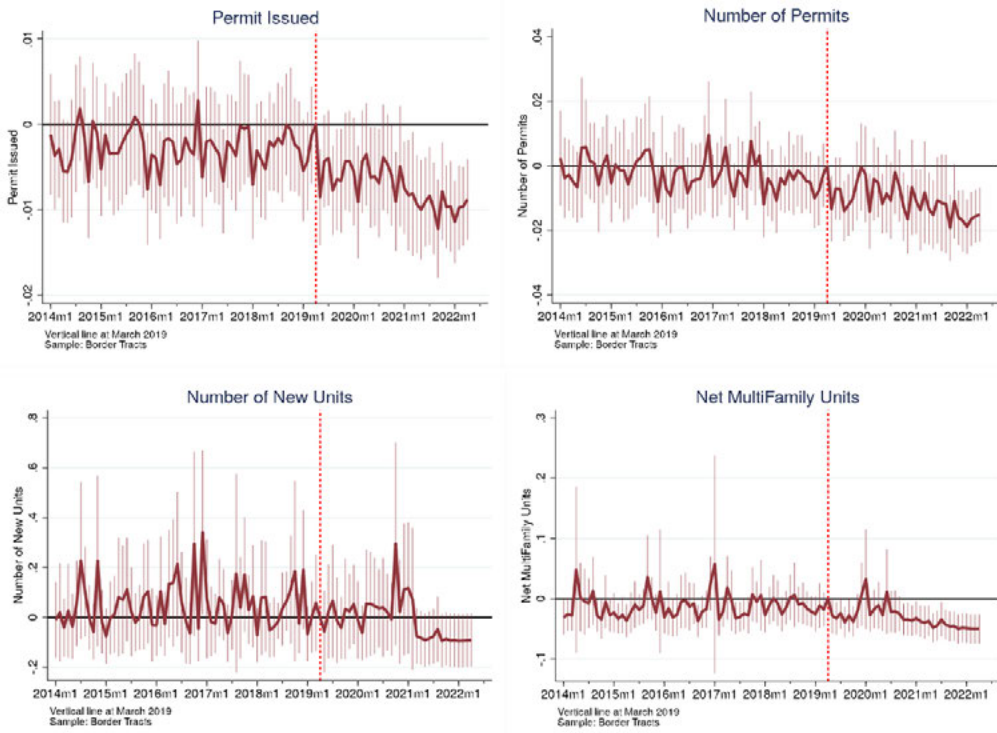 Permit Issued
Permit Issued
.01
0
-.01
-.02
2014m1 2015m1 2016m1 2017m1 2018m1 2019m1 2020m1 2021m1 2022m1
Vertical line at March 2019
Sample: Border Tracts
Number of Permits
Number of Permits
.04
.02
0
-.02
-.04
2014m1 2015m1 2016m1 2017m1 2018m1 2019m1 2020m1 2021m1 2022m1
Vertical line at March 2019
Sample: Border Tracts
Number of New Units
Number of New Units
.8
.6
.4
.2
0
-.2
2014m1 2015m1 2016m1 2017m1 2018m1 2019m1 2020m1 2021m1 2022m1
Vertical line at March 2019
Sample: Border Tracts
Net MultiFamily Units
Net MultiFamily Units
.3
.2
.1
0
-.1
2014m1 2015m1 2016m1 2017m1 2018m1 2019m1 2020m1 2021m1 2022m1
Vertical line at March 2019
Sample: Border Tracts